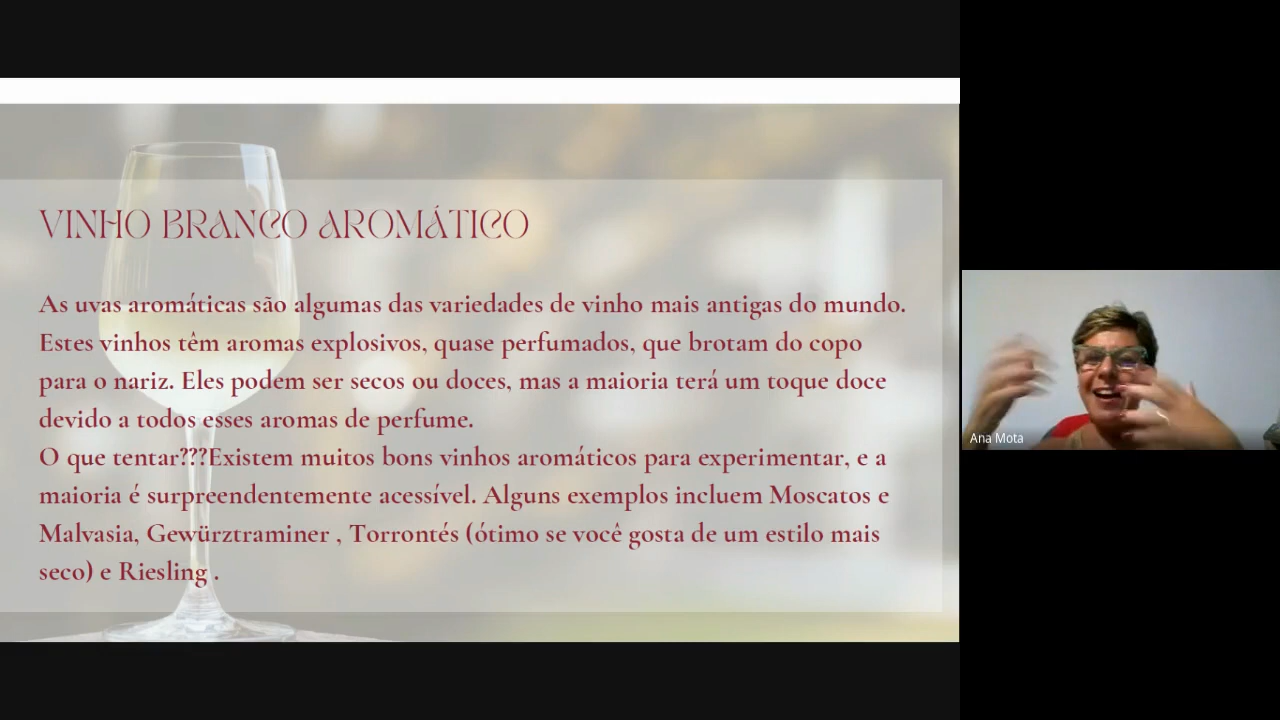 VINHO BRANCO AROMÁTICO
As uvas aromáticas são algumas das variedades de vinho mais antigas do mundo.
Estes vinhos têm aromas explosivos, quase perfumados, que brotam do copo
para o nariz. Eles podem ser secos ou doces, mas a maioria terá um toque doce
devido a todos esses aromas de perfume.
O que tentar???Existem muitos bons vinhos aromáticos para experimentar, e a
maioria é surpreendentemente acessível. Alguns exemplos incluem Moscatos e
Malvasia, Gewürztraminer , Torrontés (ótimo se você gosta de um estilo mais
seco) e Riesling .
Ana Mota